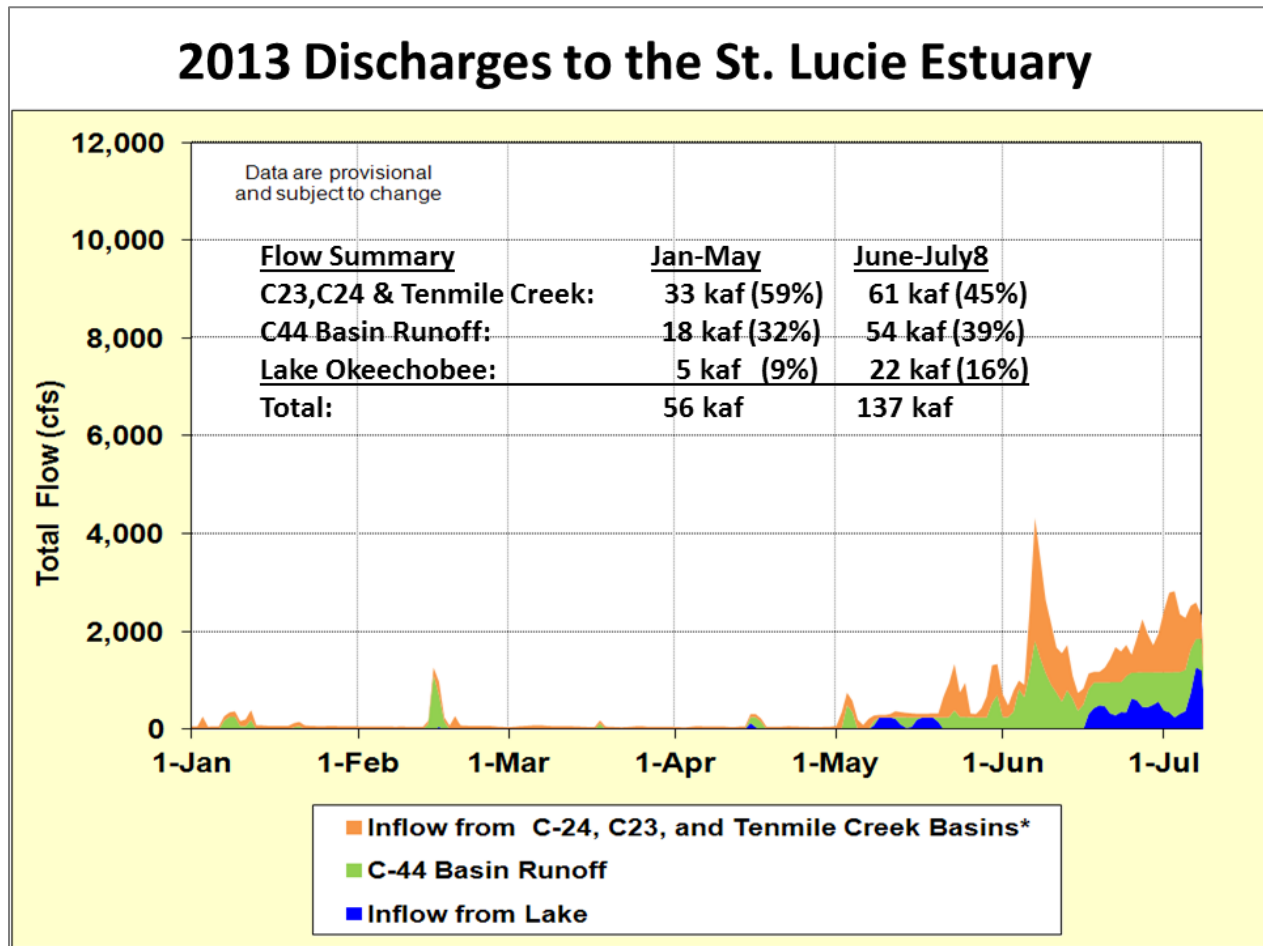 2013 Discharges to the St. Lucie Estuary
12,000
10,000
8,000
6,000
4,000
2,000
0
Total Flow (cfs)
Data are provisional
and subject to change
Flow Summary Jan-May June-July8
C23,C24 & Tenmile Creek: 33 kaf (59%) 61 kaf (45%)
C44 Basin Runoff: 18 kaf (32%) 54 kaf (39%)
Lake Okeechobee: 5 kaf (9%) 22 kaf (16%)
Total: 56 kaf 137 kaf
1-Jan 1-Feb 1-Mar 1-Apr 1-May 1-Jun 1-Jul
Inflow from C-24, C23, and Tenmile Creek Basins*
C-44 Basin Runoff
Inflow from Lake